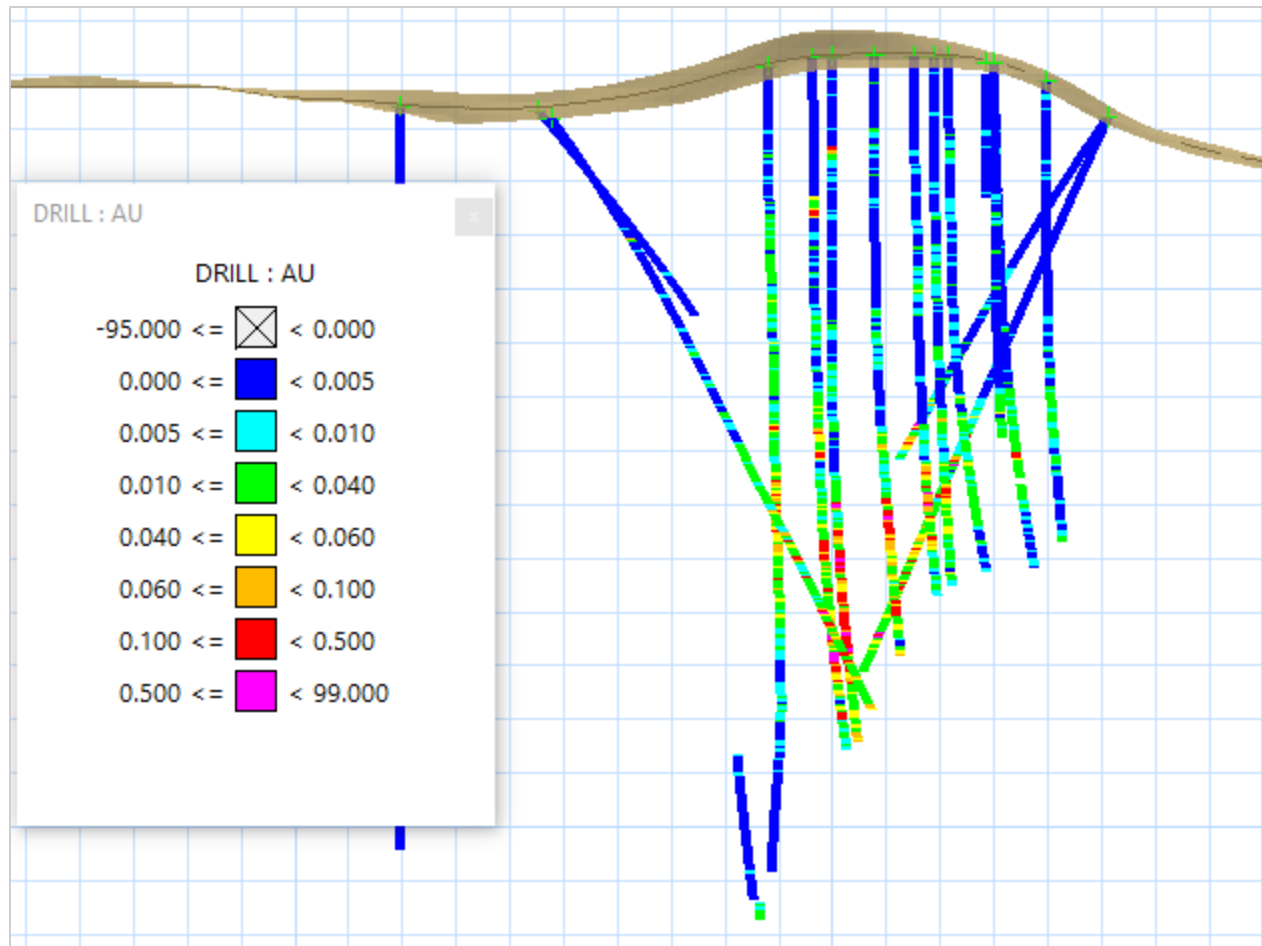 DRILL : AU
x
DRILL : AU
-95.000 <= < 0.000
0.000 <= < 0.005
0.005 <= < 0.010
0.010 <= < 0.040
0.040 <= < 0.060
0.060 <= < 0.100
0.100 <= < 0.500
0.500 <= < 99.000